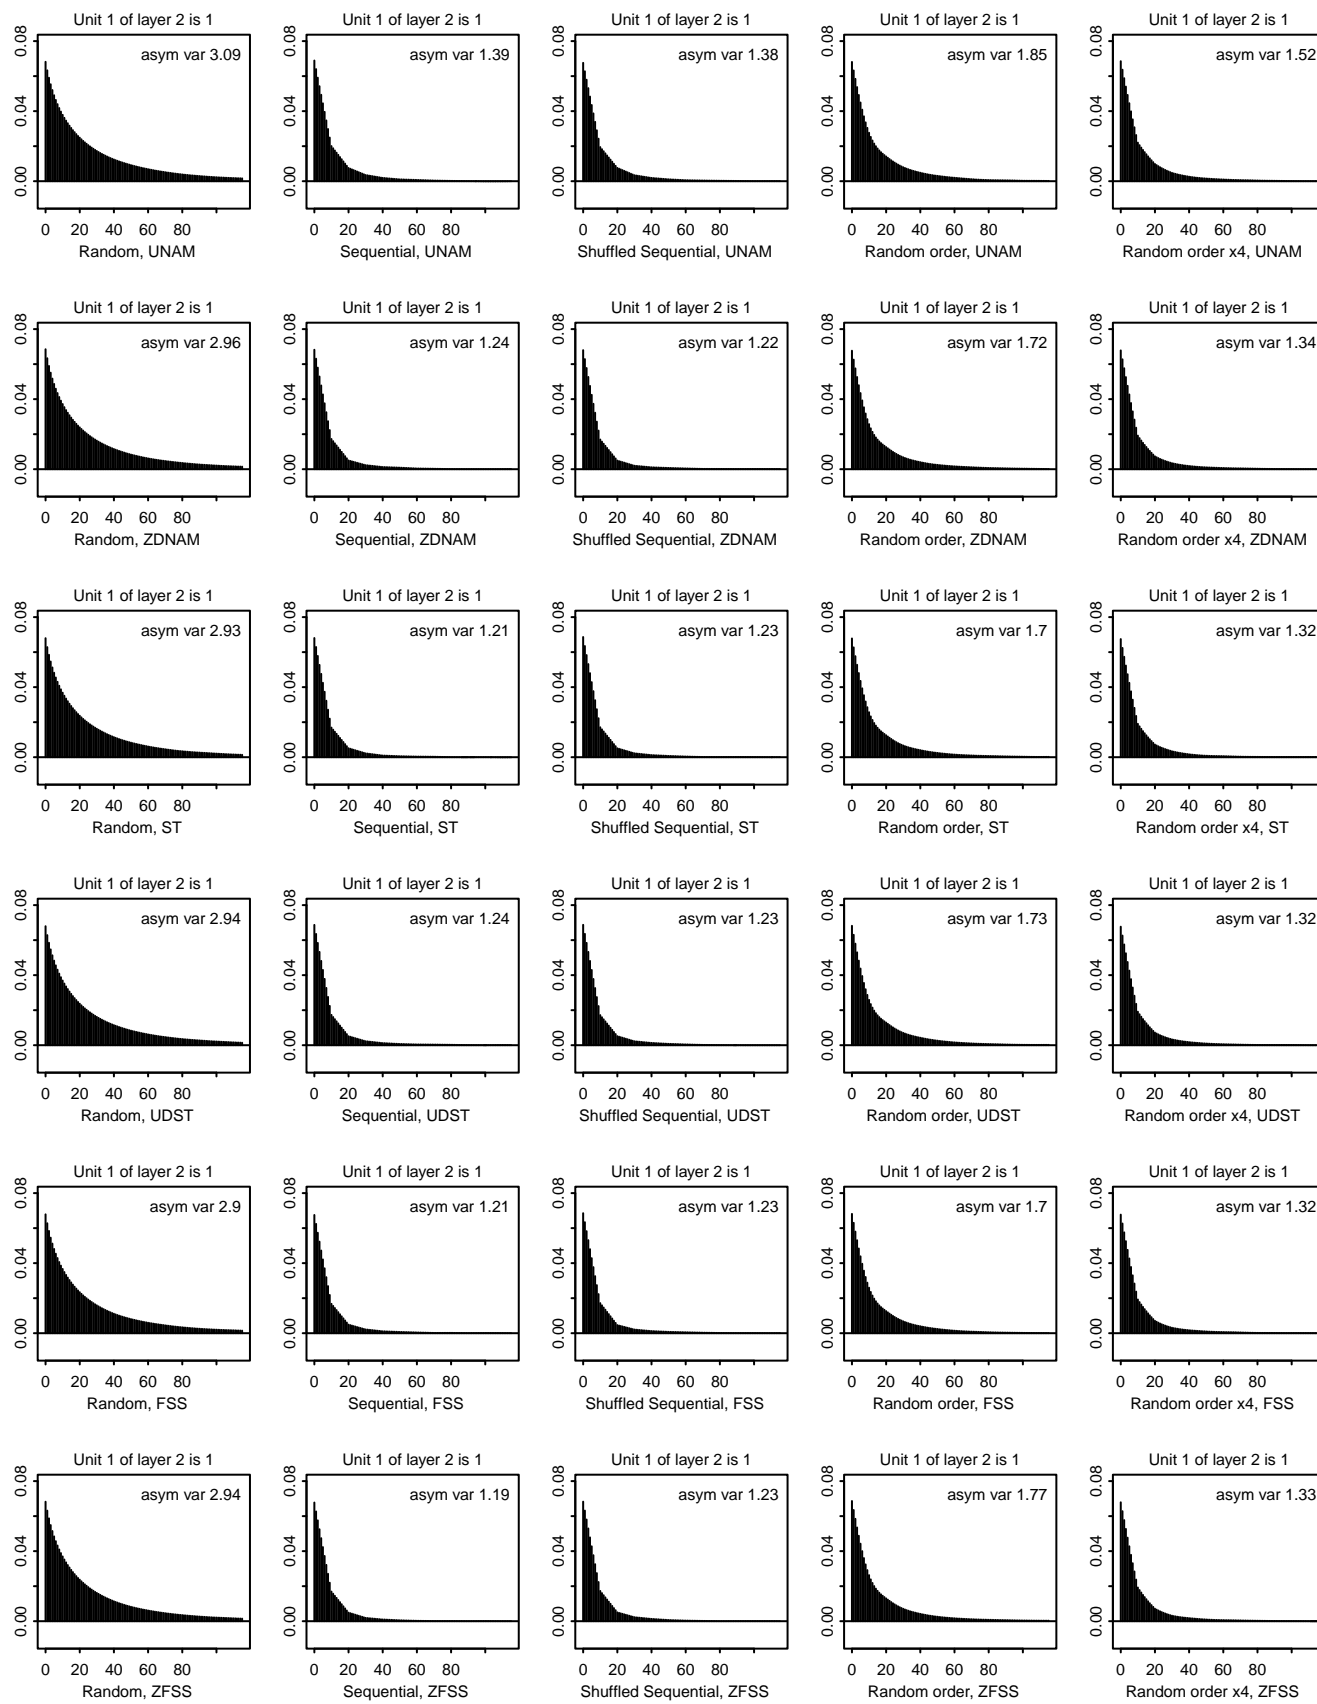 Unit 1 of layer 2 is 1 Unit 1 of layer 2 is 1 Unit 1 of layer 2 is 1 Unit 1 of layer 2 is 1 Unit 1 of layer 2 is 1
asym var 3.09 asym var 1.39 asym var 1.38 asym var 1.85 asym var 1.52
0.08 0.08 0.08 0.08 0.08
0.04 0.04 0.04 0.04 0.04
0.00 0.00 0.00 0.00 0.00
0 20 40 60 80 0 20 40 60 80 0 20 40 60 80 0 20 40 60 80 0 20 40 60 80
Random, UNAM Sequential, UNAM Shuffled Sequential, UNAM Random order, UNAM Random order x4, UNAM
Unit 1 of layer 2 is 1 Unit 1 of layer 2 is 1 Unit 1 of layer 2 is 1 Unit 1 of layer 2 is 1 Unit 1 of layer 2 is 1
asym var 2.96 asym var 1.24 asym var 1.22 asym var 1.72 asym var 1.34
0.08 0.08 0.08 0.08 0.08
0.04 0.04 0.04 0.04 0.04
0.00 0.00 0.00 0.00 0.00
0 20 40 60 80 0 20 40 60 80 0 20 40 60 80 0 20 40 60 80 0 20 40 60 80
Random, ZDNAM Sequential, ZDNAM Shuffled Sequential, ZDNAM Random order, ZDNAM Random order x4, ZDNAM
Unit 1 of layer 2 is 1 Unit 1 of layer 2 is 1 Unit 1 of layer 2 is 1 Unit 1 of layer 2 is 1 Unit 1 of layer 2 is 1
asym var 2.93 asym var 1.21 asym var 1.23 asym var 1.7 asym var 1.32
0.08 0.08 0.08 0.08 0.08
0.04 0.04 0.04 0.04 0.04
0.00 0.00 0.00 0.00 0.00
0 20 40 60 80 0 20 40 60 80 0 20 40 60 80 0 20 40 60 80 0 20 40 60 80
Random, ST Sequential, ST Shuffled Sequential, ST Random order, ST Random order x4, ST
Unit 1 of layer 2 is 1 Unit 1 of layer 2 is 1 Unit 1 of layer 2 is 1 Unit 1 of layer 2 is 1 Unit 1 of layer 2 is 1
asym var 2.94 asym var 1.24 asym var 1.23 asym var 1.73 asym var 1.32
0.08 0.08 0.08 0.08 0.08
0.04 0.04 0.04 0.04 0.04
0.00 0.00 0.00 0.00 0.00
0 20 40 60 80 0 20 40 60 80 0 20 40 60 80 0 20 40 60 80 0 20 40 60 80
Random, UDST Sequential, UDST Shuffled Sequential, UDST Random order, UDST Random order x4, UDST
Unit 1 of layer 2 is 1 Unit 1 of layer 2 is 1 Unit 1 of layer 2 is 1 Unit 1 of layer 2 is 1 Unit 1 of layer 2 is 1
asym var 2.9 asym var 1.21 asym var 1.23 asym var 1.7 asym var 1.32
0.08 0.08 0.08 0.08 0.08
0.04 0.04 0.04 0.04 0.04
0.00 0.00 0.00 0.00 0.00
0 20 40 60 80 0 20 40 60 80 0 20 40 60 80 0 20 40 60 80 0 20 40 60 80
Random, FSS Sequential, FSS Shuffled Sequential, FSS Random order, FSS Random order x4, FSS
Unit 1 of layer 2 is 1 Unit 1 of layer 2 is 1 Unit 1 of layer 2 is 1 Unit 1 of layer 2 is 1 Unit 1 of layer 2 is 1
asym var 2.94 asym var 1.19 asym var 1.23 asym var 1.77 asym var 1.33
0.08 0.08 0.08 0.08 0.08
0.04 0.04 0.04 0.04 0.04
0.00 0.00 0.00 0.00 0.00
0 20 40 60 80 0 20 40 60 80 0 20 40 60 80 0 20 40 60 80 0 20 40 60 80
Random, ZFSS Sequential, ZFSS Shuffled Sequential, ZFSS Random order, ZFSS Random order x4, ZFSS